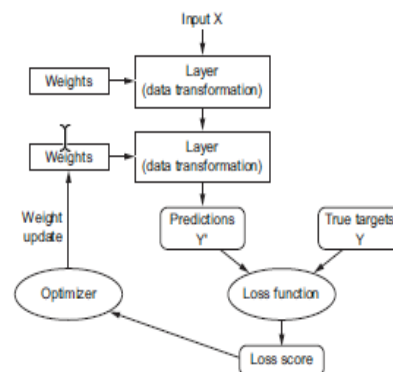 Input X
Layer
(data transformation)
Weights
Layer
(data transformation)
Weights
Weight
update
Predictions
Y'
True targets
Y
Optimizer
Loss function
Loss score